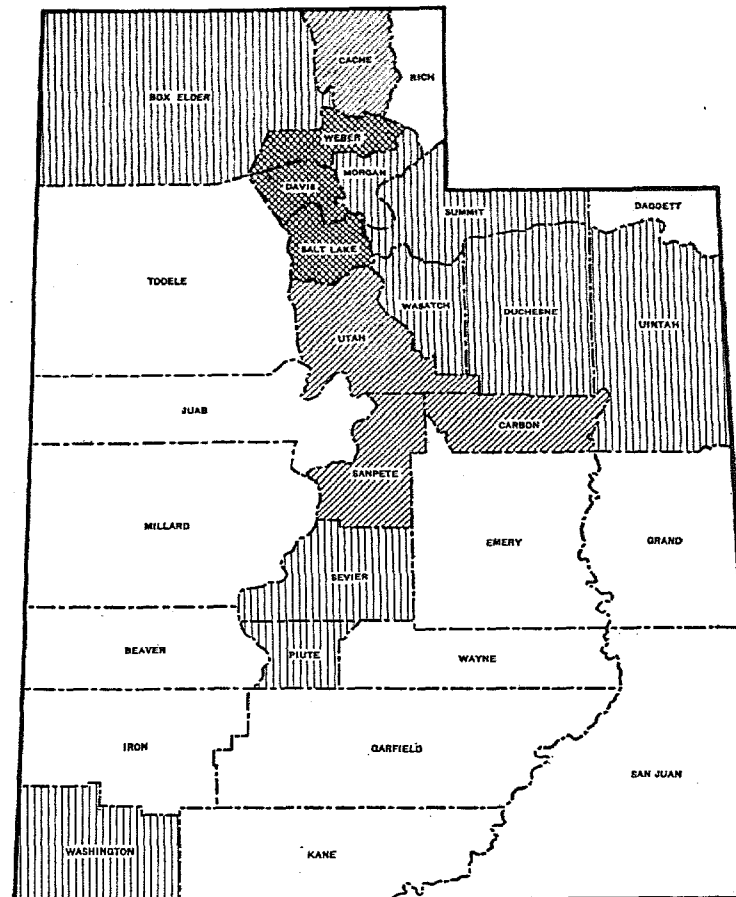 CACHE
RICH
BOX ELDER
WEBER
MORGAN
DAVIS
SUMMIT
DAGGETT
SALT LAKE
TOOELE
WASATCH
DUCHESNE
UINTAH
UTAH
JUAB
CARBON
SANPETE
MILLARD
EMERY
GRAND
SEVIER
BEAVER
PIUTE
WAYNE
IRON
GARFIELD
SAN JUAN
WASHINGTON
KANE